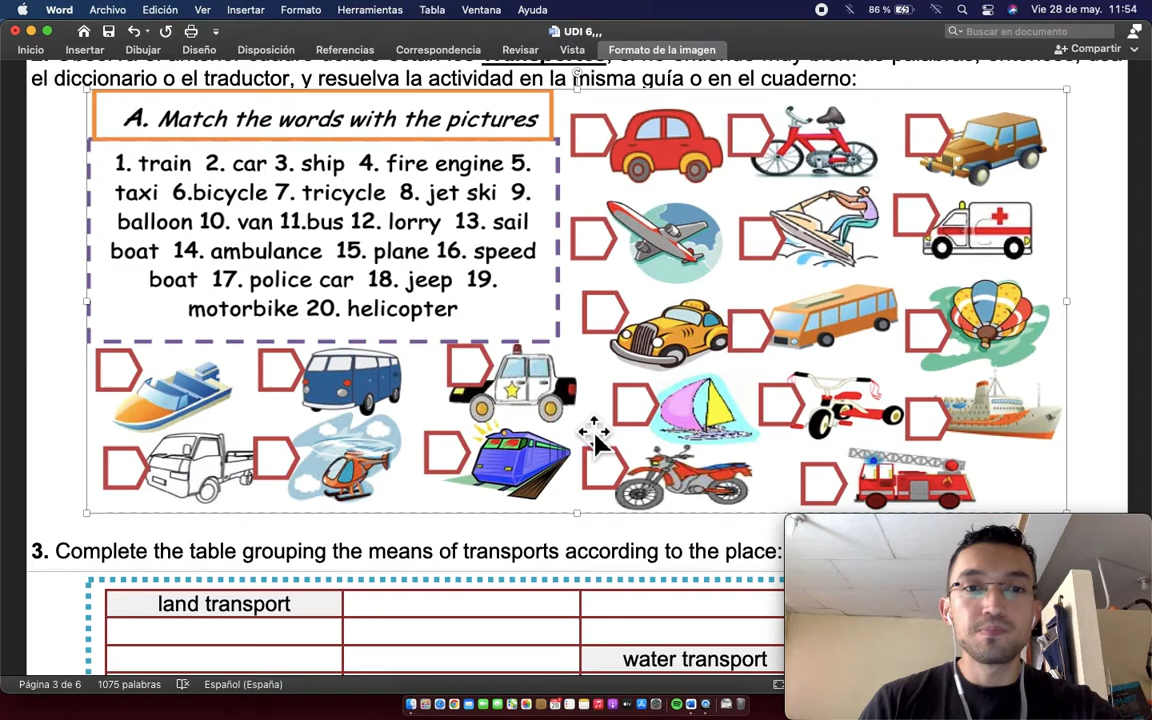 Word Archivo Edición Ver Insertar Formato Herramientas Tabla Ventana Ayuda 86 % Vie 28 de may. 11:54
UDI 6,,,
Buscar en documento
Inicio Insertar Dibujar Diseño Disposición Referencias Correspondencia Revisar Vista Formato de la imagen Compartir
el diccionario o el traductor, y resuelva la actividad en la misma guía o en el cuaderno:
A. Match the words with the pictures
1. train 2. car 3. ship 4. fire engine 5.
taxi 6.bicycle 7. tricycle 8. jet ski 9.
balloon 10. van 11.bus 12. lorry 13. sail
boat 14. ambulance 15. plane 16. speed
boat 17. police car 18. jeep 19.
motorbike 20. helicopter
3. Complete the table grouping the means of transports according to the place:
land transport
water transport
Página 3 de 6 1075 palabras Español (España)